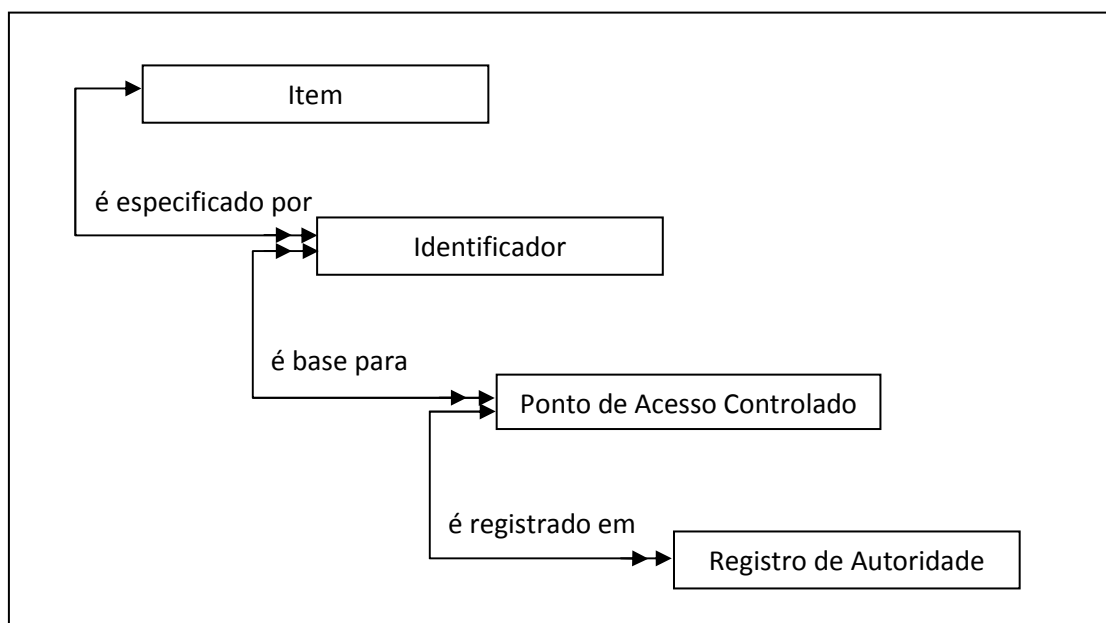 Item
é especificado por
Identificador
é base para
Ponto de Acesso Controlado
é registrado em
Registro de Autoridade